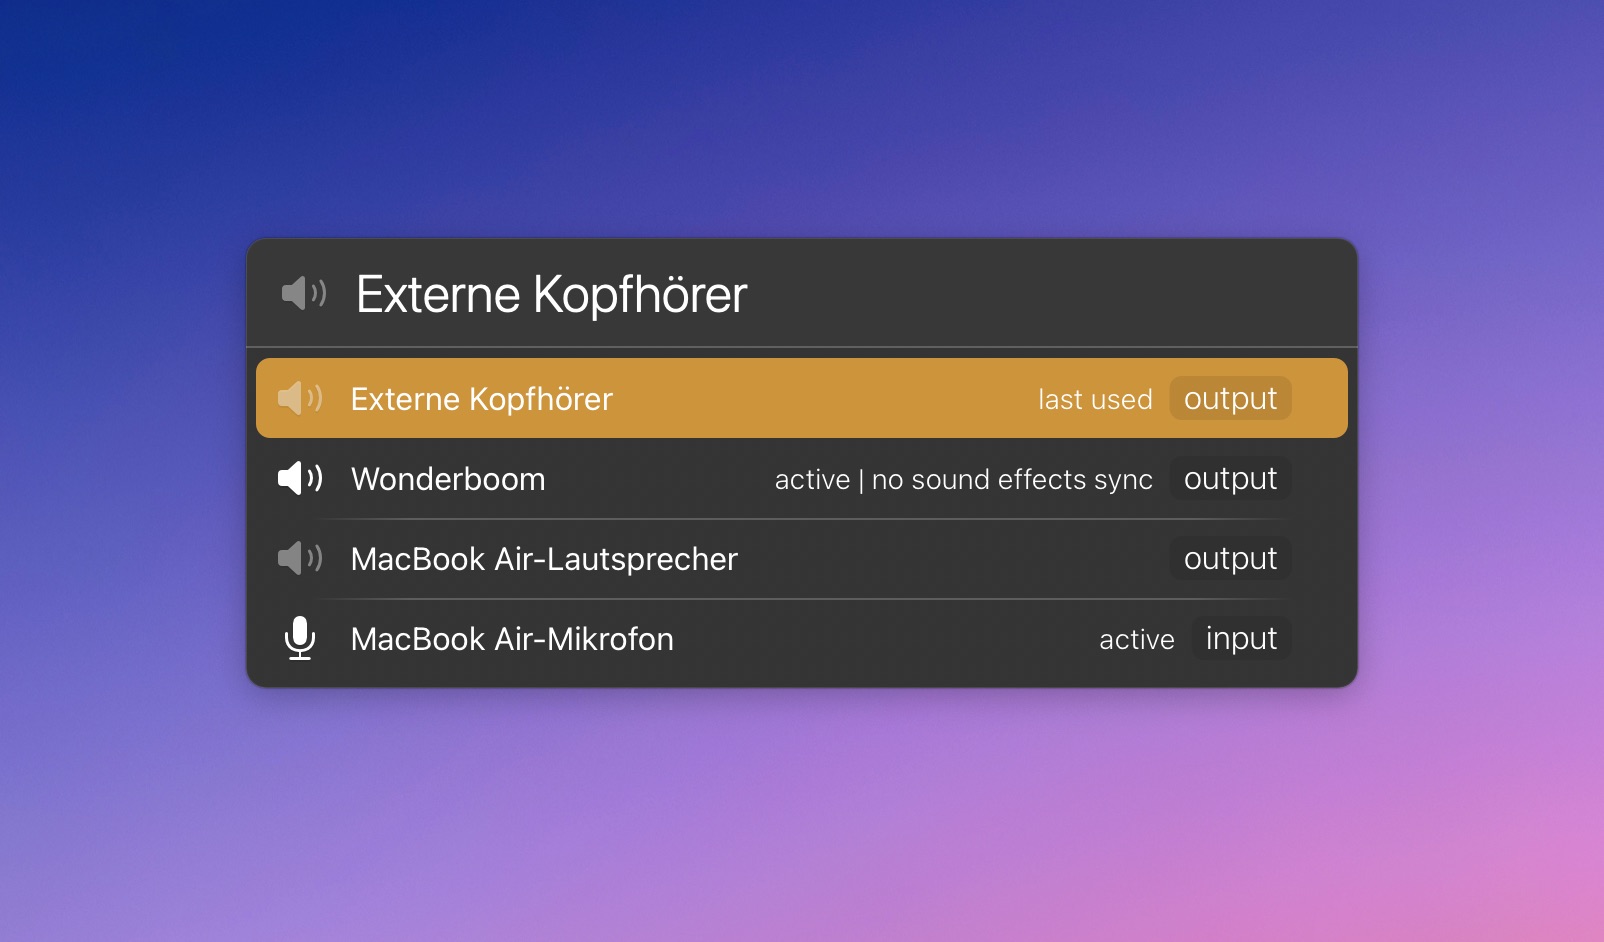 Externe Kopfhörer
Externe Kopfhörer last used output
Wonderboom active | no sound effects sync output
MacBook Air-Lautsprecher output
MacBook Air-Mikrofon active input